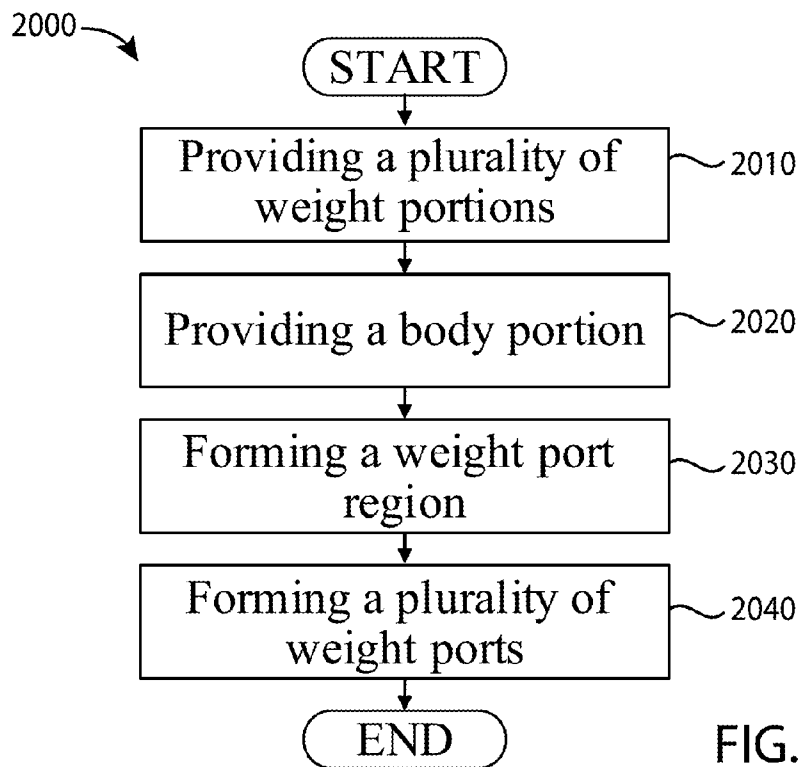 2000
START
Providing a plurality of
weight portions
2010
Providing a body portion
2020
Forming a weight port
region
2030
Forming a plurality of
weight ports
2040
END
FIG.